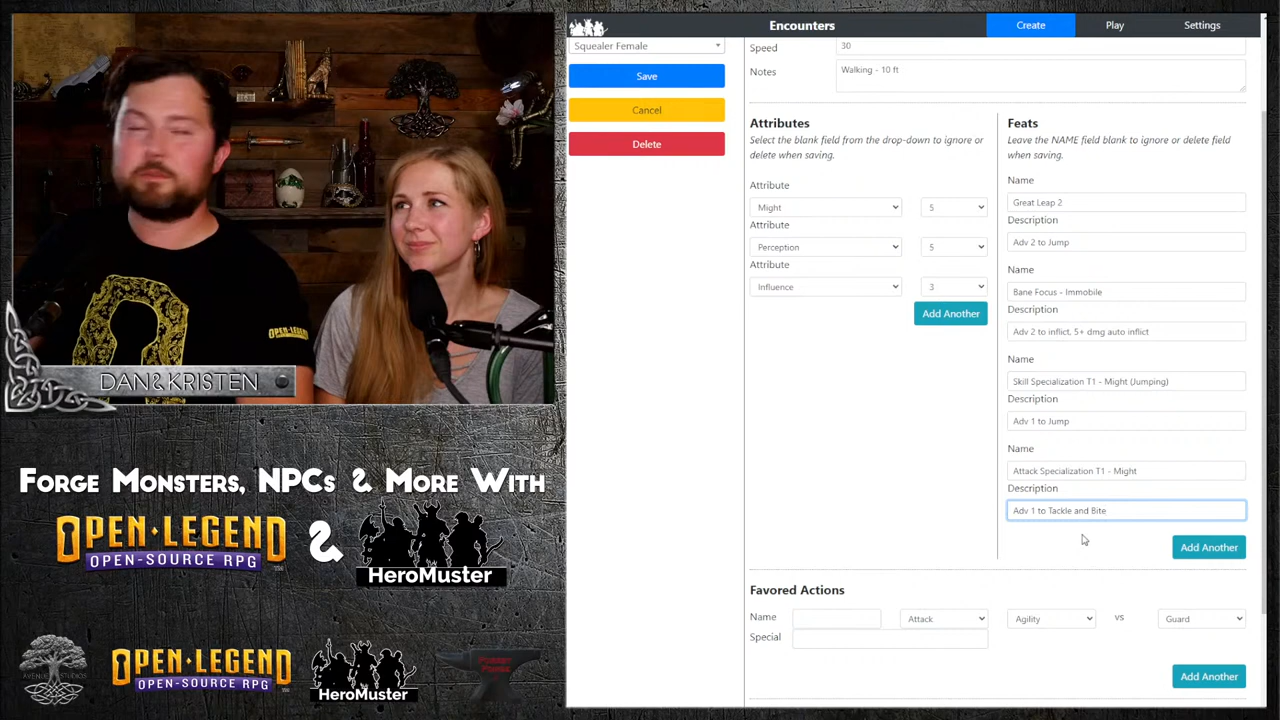 Encounters
Create
Play
Settings
Squealer Female
Save
Cancel
Delete
Speed
30
Notes
Walking - 10 ft
Attributes
Select the blank field from the drop-down to ignore or
delete when saving.
Attribute
Might
5
Attribute
Perception
5
Attribute
Influence
3
Add Another
Feats
Leave the NAME field blank to ignore or delete field
when saving.
Name
Great Leap 2
Description
Adv 2 to Jump
Name
Bane Focus - Immobile
Description
Adv 2 to inflict, 5+ dmg auto inflict
Name
Skill Specialization T1 - Might (Jumping)
Description
Adv 1 to Jump
Name
Attack Specialization T1 - Might
Description
Adv 1 to Tackle and Bite
Add Another
Favored Actions
Name
Attack
Agility
vs
Guard
Special
Add Another
OPEN-LEGEND
DAN & KRISTEN
FORGE MONSTERS, NPCS & MORE WITH
OPEN·LEGEND
OPEN-SOURCE RPG
&
HeroMuster
OPEN·LEGEND
OPEN-SOURCE RPG
HeroMuster